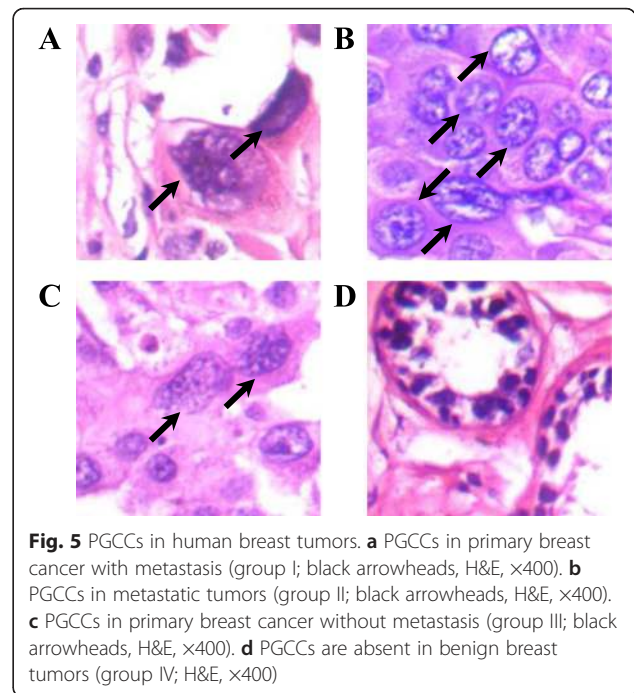 A
B
C
D
Fig. 5 PGCCs in human breast tumors. a PGCCs in primary breast
cancer with metastasis (group I; black arrowheads, H&E, ×400). b
PGCCs in metastatic tumors (group II; black arrowheads, H&E, ×400).
c PGCCs in primary breast cancer without metastasis (group III; black
arrowheads, H&E, ×400). d PGCCs are absent in benign breast
tumors (group IV; H&E, ×400)